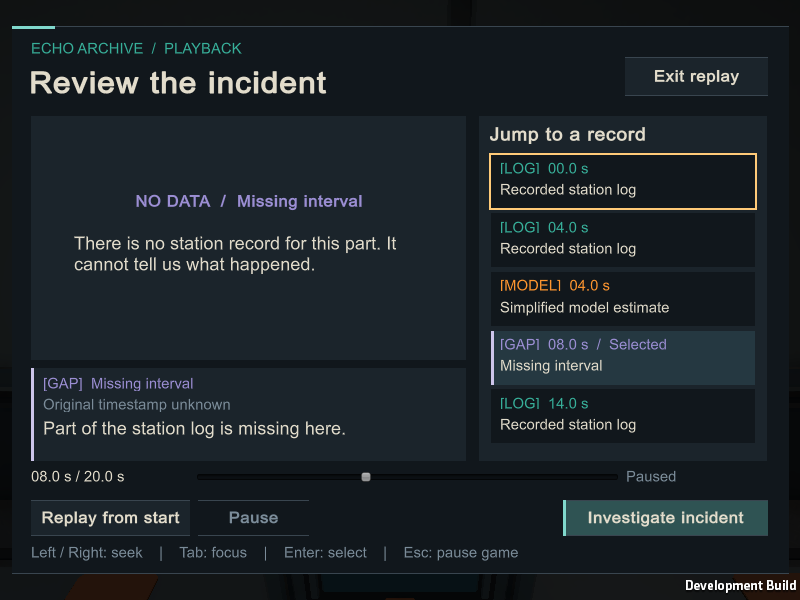 ECHO ARCHIVE / PLAYBACK
Review the incident
Exit replay
NO DATA / Missing interval
There is no station record for this part. It
cannot tell us what happened.
[GAP] Missing interval
Original timestamp unknown
Part of the station log is missing here.
Jump to a record
[LOG] 00.0 s
Recorded station log
[LOG] 04.0 s
Recorded station log
[MODEL] 04.0 s
Simplified model estimate
[GAP] 08.0 s / Selected
Missing interval
[LOG] 14.0 s
Recorded station log
08.0 s / 20.0 s
Paused
Replay from start
Pause
Investigate incident
Left / Right: seek | Tab: focus | Enter: select | Esc: pause game
Development Build